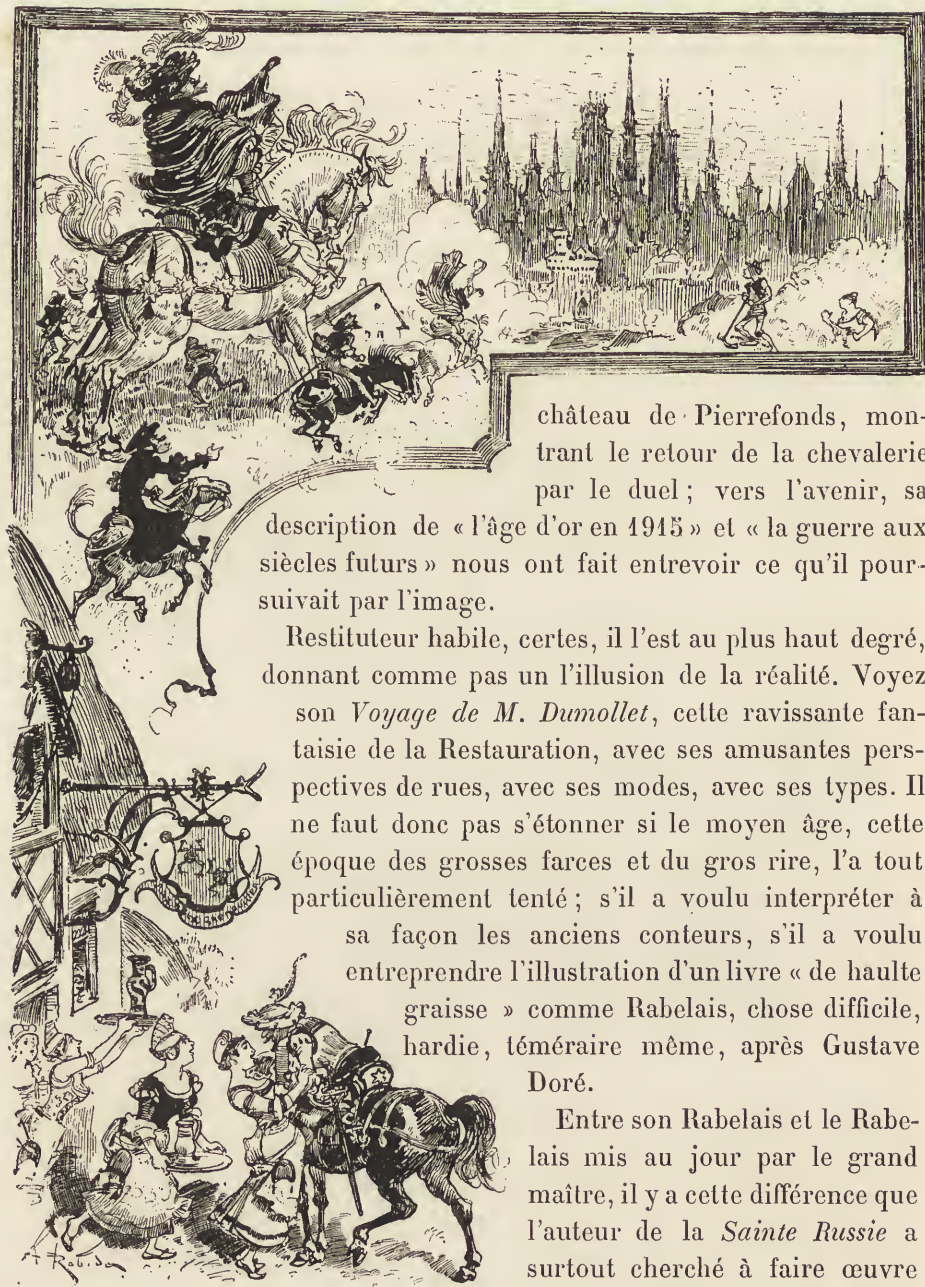 château de Pierrefonds, mon-
trant le retour de la chevalerie
par le duel ; vers l'avenir, sa
description de « l'âge d'or en 1915 » et « la guerre aux
siècles futurs » nous ont fait entrevoir ce qu'il pour-
suivait par l'image.
Restituteur habile, certes, il l'est au plus haut degré,
donnant comme pas un l'illusion de la réalité. Voyez
son Voyage de M. Dumollet, cette ravissante fan-
taisie de la Restauration, avec ses amusantes pers-
pectives de rues, avec ses modes, avec ses types. Il
ne faut donc pas s'étonner si le moyen âge, cette
époque des grosses farces et du gros rire, l'a tout
particulièrement tenté ; s'il a voulu interpréter à
sa façon les anciens conteurs, s'il a voulu
entreprendre l'illustration d'un livre « de haulte
graisse » comme Rabelais, chose difficile,
hardie, téméraire même, après Gustave
Doré.
Entre son Rabelais et le Rabe-
lais mis au jour par le grand
maître, il y a cette différence que
l'auteur de la Sainte Russie a
surtout cherché à faire œuvre
A. Robida